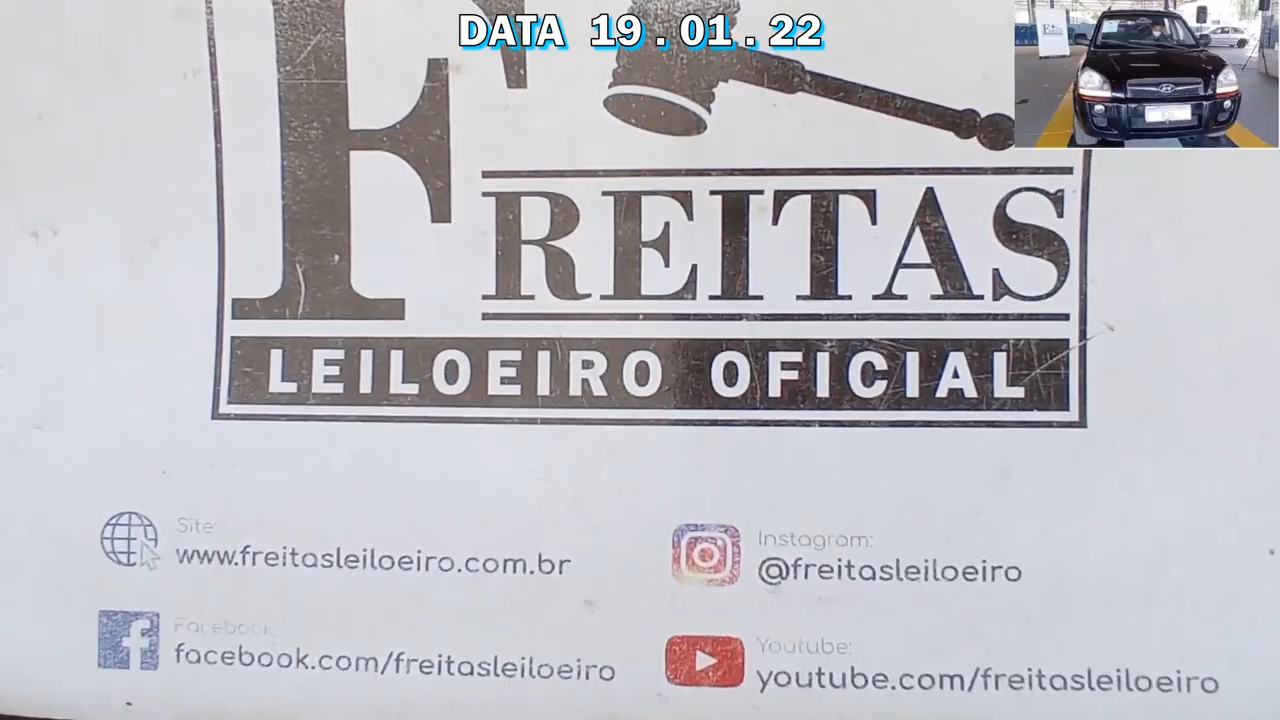 DATA 19 . 01 . 22
FREITAS
LEILOEIRO OFICIAL
Site:
www.freitasleiloeiro.com.br
Instagram:
@freitasleiloeiro
Facebook:
facebook.com/freitasleiloeiro
Youtube:
youtube.com/freitasleiloeiro